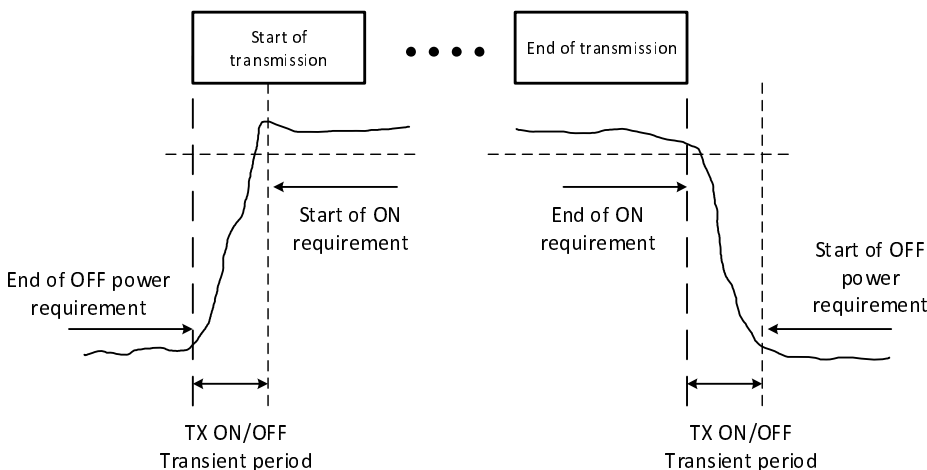 Start of
transmission
End of transmission
Start of ON
requirement
End of ON
requirement
End of OFF power
requirement
Start of OFF
power
requirement
TX ON/OFF
Transient period
TX ON/OFF
Transient period